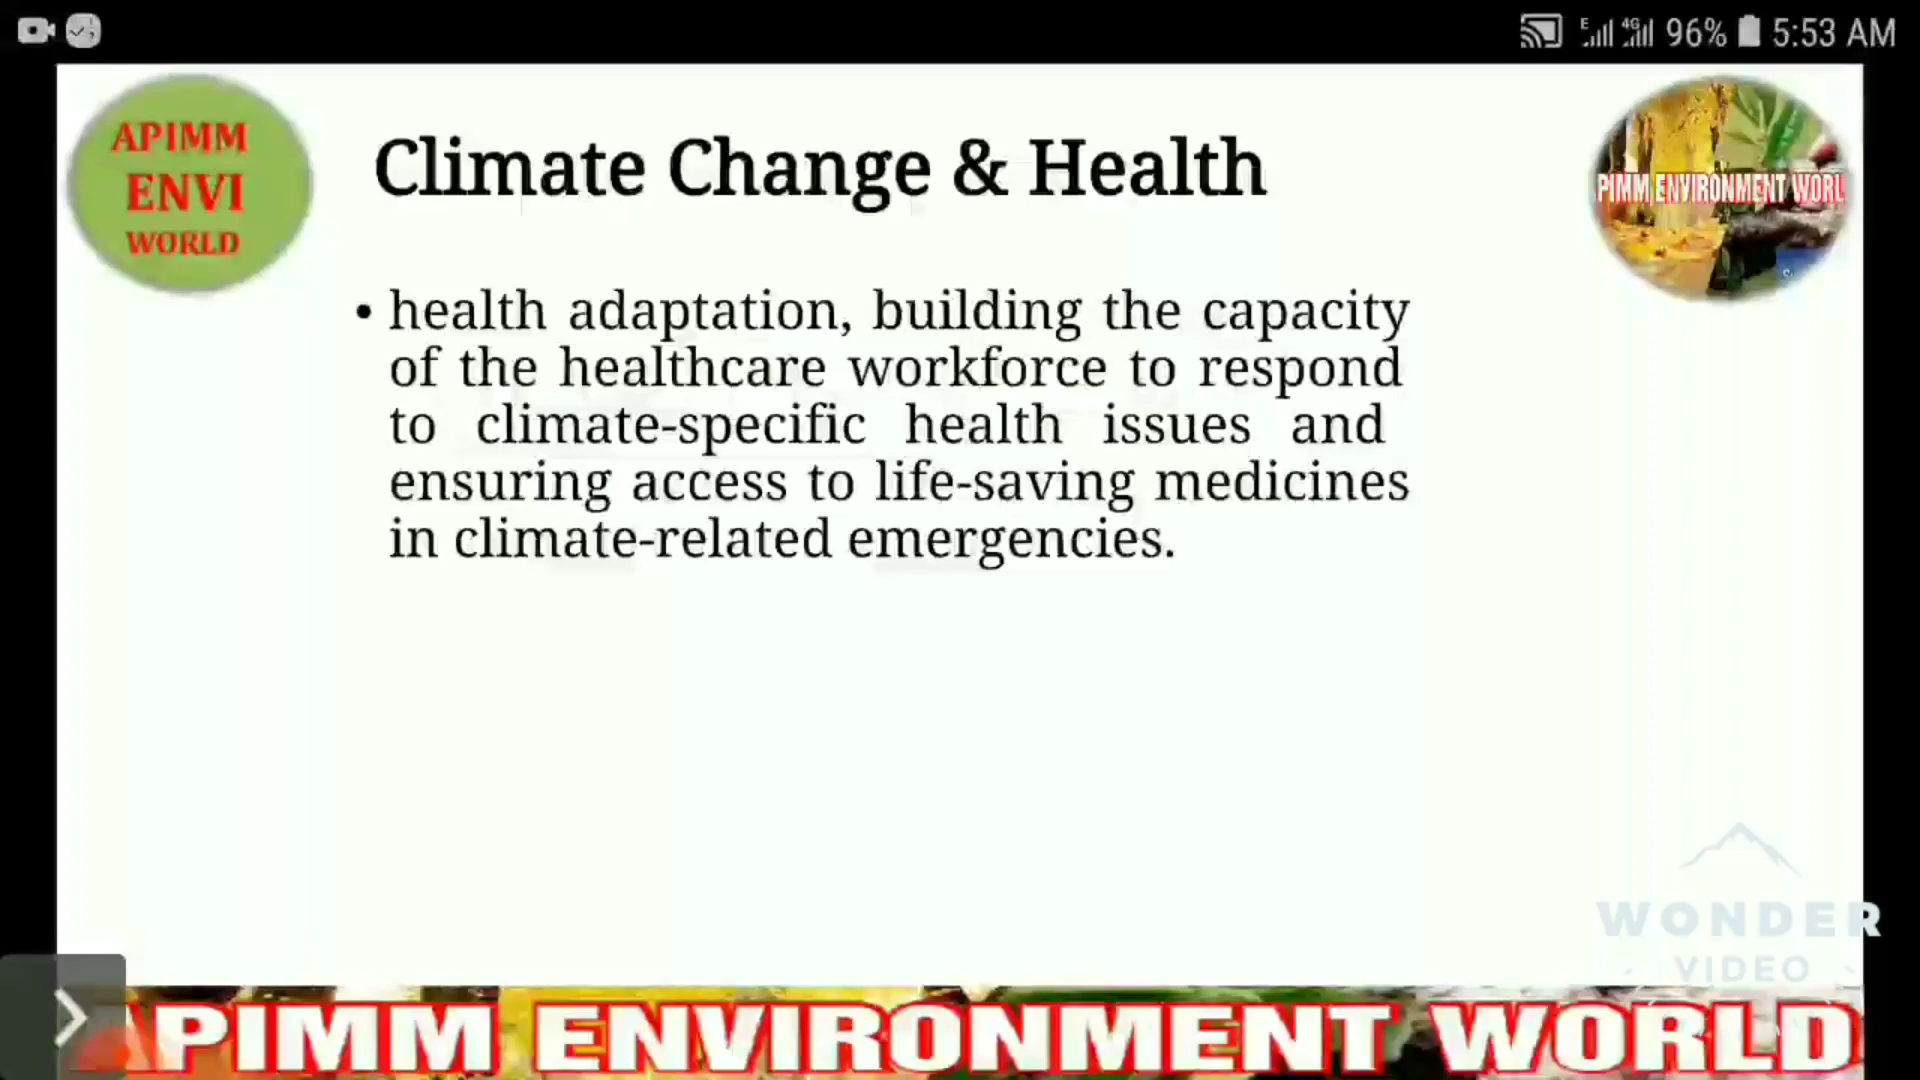 E 4G 96% 5:53 AM
APIMM
ENVI
WORLD
Climate Change & Health
PIMM ENVIRONMENT WORL
• health adaptation, building the capacity
of the healthcare workforce to respond
to climate-specific health issues and
ensuring access to life-saving medicines
in climate-related emergencies.
WONDER
VIDEO
APIMM ENVIRONMENT WORLD